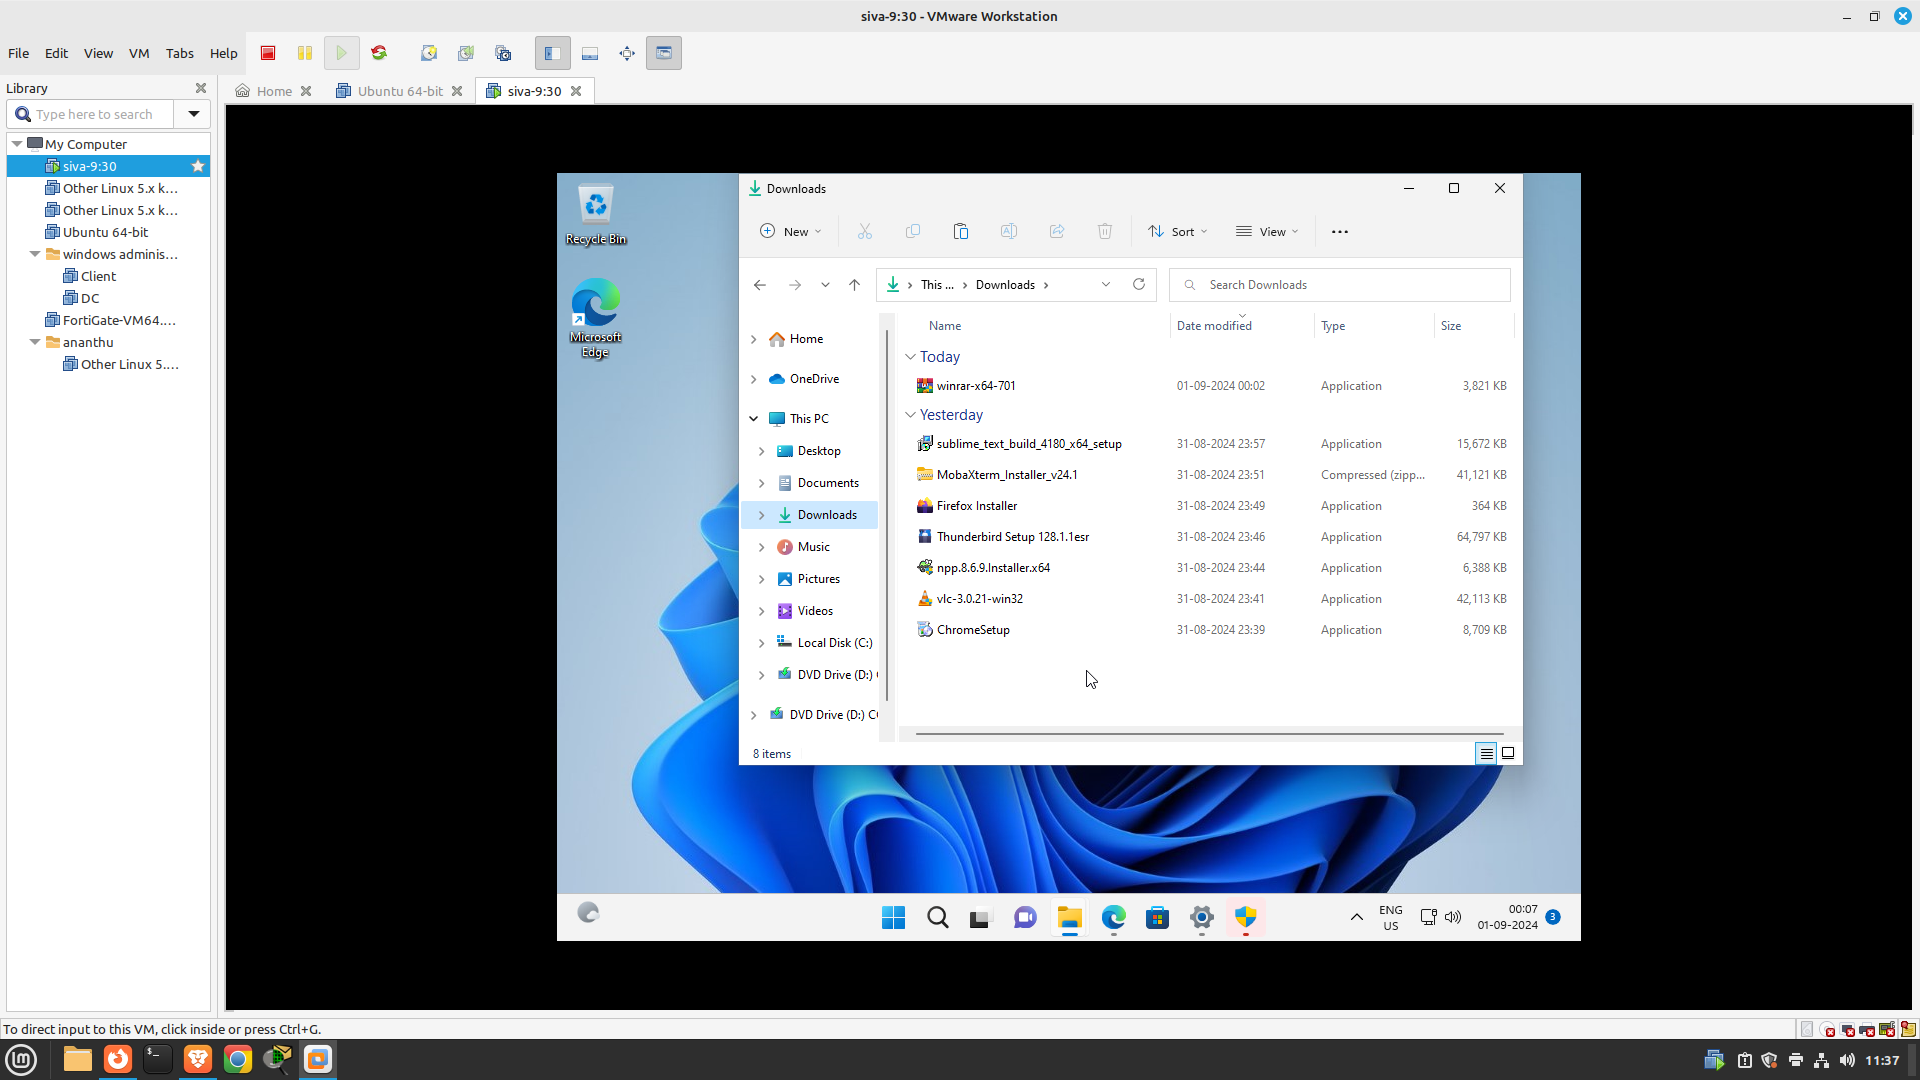 siva-9:30 - VMware Workstation
File Edit View VM Tabs Help
Library
Home
Ubuntu 64-bit
siva-9:30
Type here to search
My Computer
siva-9:30
Other Linux 5.x k...
Other Linux 5.x k...
Ubuntu 64-bit
windows adminis...
Client
DC
FortiGate-VM64....
ananthu
Other Linux 5....
Recycle Bin
Microsoft
Edge
Downloads
New
Sort
View
This ...
Downloads
Search Downloads
Home
OneDrive
This PC
Desktop
Documents
Downloads
Music
Pictures
Videos
Local Disk (C:)
DVD Drive (D:)
DVD Drive (D:)
Name Date modified Type Size
Today
winrar-x64-701 01-09-2024 00:02 Application 3,821 KB
Yesterday
sublime_text_build_4180_x64_setup 31-08-2024 23:57 Application 15,672 KB
MobaXterm_Installer_v24.1 31-08-2024 23:51 Compressed (zipp... 41,121 KB
Firefox Installer 31-08-2024 23:49 Application 364 KB
Thunderbird Setup 128.1.1esr 31-08-2024 23:46 Application 64,797 KB
npp.8.6.9.Installer.x64 31-08-2024 23:44 Application 6,388 KB
vlc-3.0.21-win32 31-08-2024 23:41 Application 42,113 KB
ChromeSetup 31-08-2024 23:39 Application 8,709 KB
8 items
ENG
US
00:07
01-09-2024
3
To direct input to this VM, click inside or press Ctrl+G.
11:37